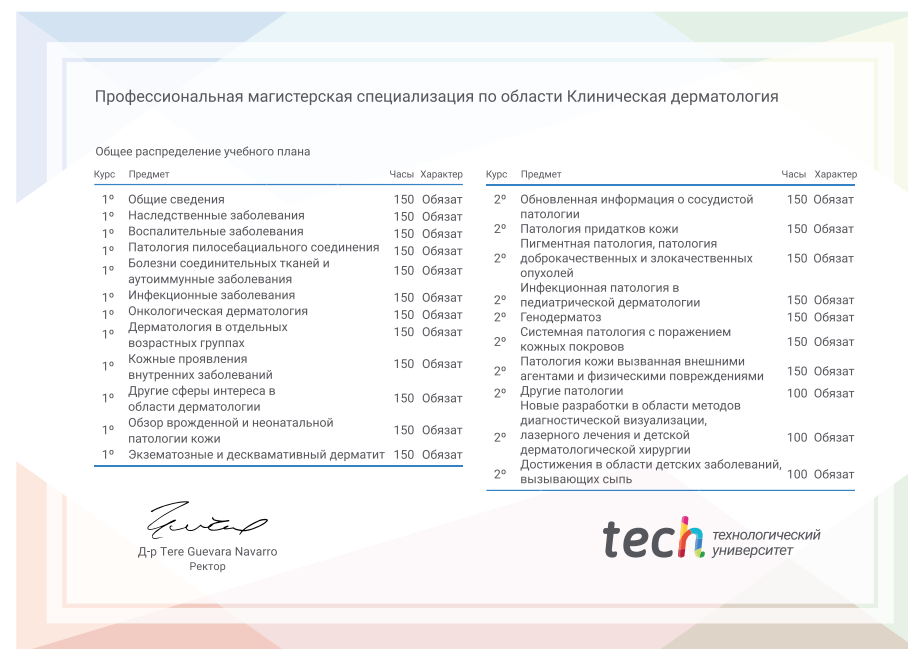 Профессиональная магистерская специализация по области Клиническая дерматология
Общее распределение учебного плана
Курс Предмет Часы Характер
1º Общие сведения 150 Обязат
1º Наследственные заболевания 150 Обязат
1º Воспалительные заболевания 150 Обязат
1º Патология пилосебациального соединения 150 Обязат
1º Болезни соединительных тканей и
аутоиммунные заболевания 150 Обязат
1º Инфекционные заболевания 150 Обязат
1º Онкологическая дерматология 150 Обязат
1º Дерматология в отдельных
возрастных группах 150 Обязат
1º Кожные проявления
внутренних заболеваний 150 Обязат
1º Другие сферы интереса в
области дерматологии 150 Обязат
1º Обзор врожденной и неонатальной
патологии кожи 150 Обязат
1º Экзематозные и десквамативный дерматит 150 Обязат
Курс Предмет Часы Характер
2º Обновленная информация о сосудистой 150 Обязат
патологии
2º Патология придатков кожи 150 Обязат
Пигментная патология, патология
2º доброкачественных и злокачественных 150 Обязат
опухолей
Инфекционная патология в
2º педиатрической дерматологии 150 Обязат
2º Генодерматоз 150 Обязат
Системная патология с поражением
2º кожных покровов 150 Обязат
Патология кожи вызванная внешними
2º агентами и физическими повреждениями 150 Обязат
2º Другие патологии 100 Обязат
Новые разработки в области методов
диагностической визуализации,
2º лазерного лечения и детской 100 Обязат
дерматологической хирургии
Достижения в области детских заболеваний,
2º вызывающих сыпь 100 Обязат
Д-р Tere Guevara Navarro
Ректор
tech технологический
университет